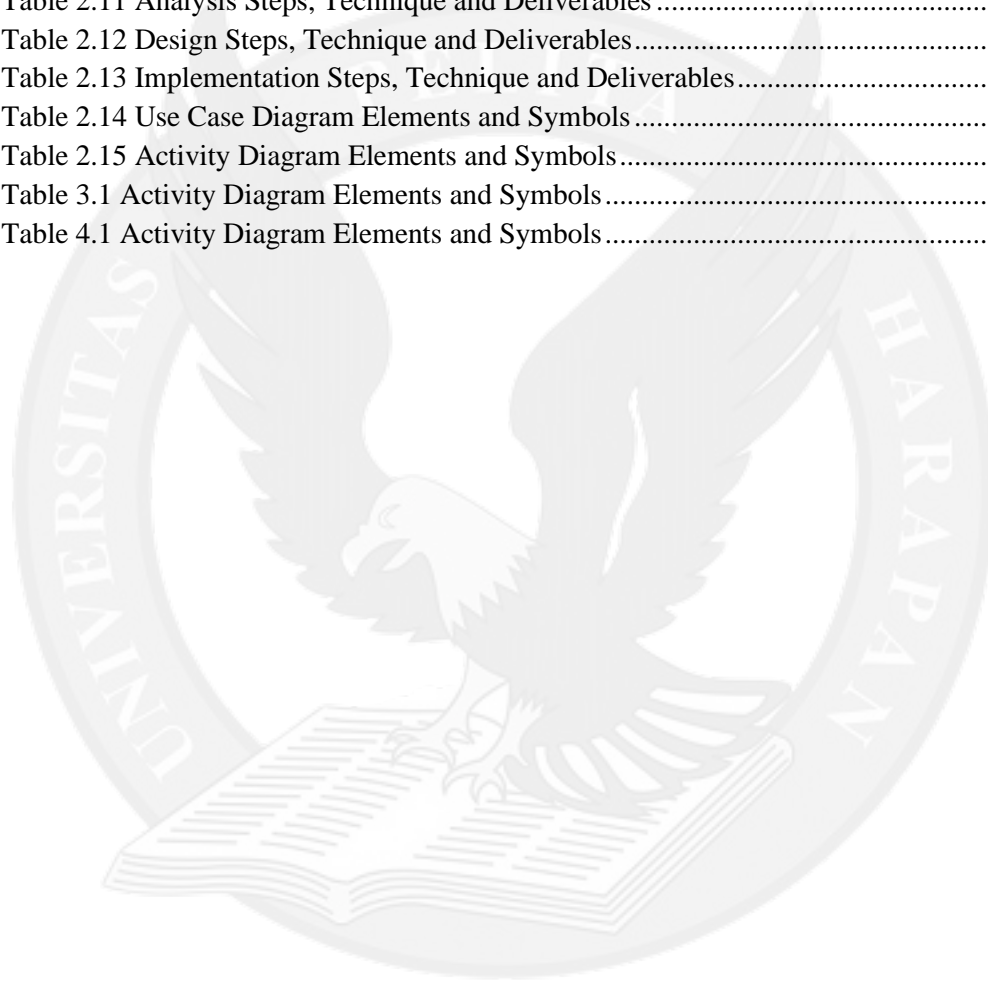 Table 2.11 Analysis Steps, Technique and Deliverables ........................................
Table 2.12 Design Steps, Technique and Deliverables ........................................
Table 2.13 Implementation Steps, Technique and Deliverables ........................................
Table 2.14 Use Case Diagram Elements and Symbols ........................................
Table 2.15 Activity Diagram Elements and Symbols ........................................
Table 3.1 Activity Diagram Elements and Symbols ........................................
Table 4.1 Activity Diagram Elements and Symbols ........................................
UNIVERSITAS
PELITA
HARAPAN